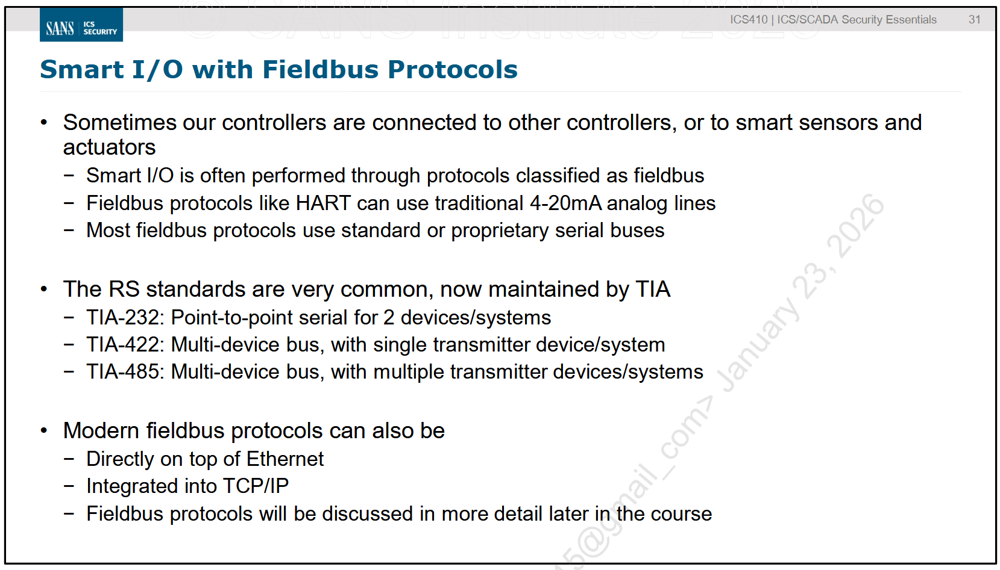 © SANS Institute 2023
SANS | ICS SECURITY
ICS410 | ICS/SCADA Security Essentials 31
Smart I/O with Fieldbus Protocols
• Sometimes our controllers are connected to other controllers, or to smart sensors and
actuators
− Smart I/O is often performed through protocols classified as fieldbus
− Fieldbus protocols like HART can use traditional 4-20mA analog lines
− Most fieldbus protocols use standard or proprietary serial buses
• The RS standards are very common, now maintained by TIA
− TIA-232: Point-to-point serial for 2 devices/systems
− TIA-422: Multi-device bus, with single transmitter device/system
− TIA-485: Multi-device bus, with multiple transmitter devices/systems
• Modern fieldbus protocols can also be
− Directly on top of Ethernet
− Integrated into TCP/IP
− Fieldbus protocols will be discussed in more detail later in the course
15@gmail_com> January 23, 2026